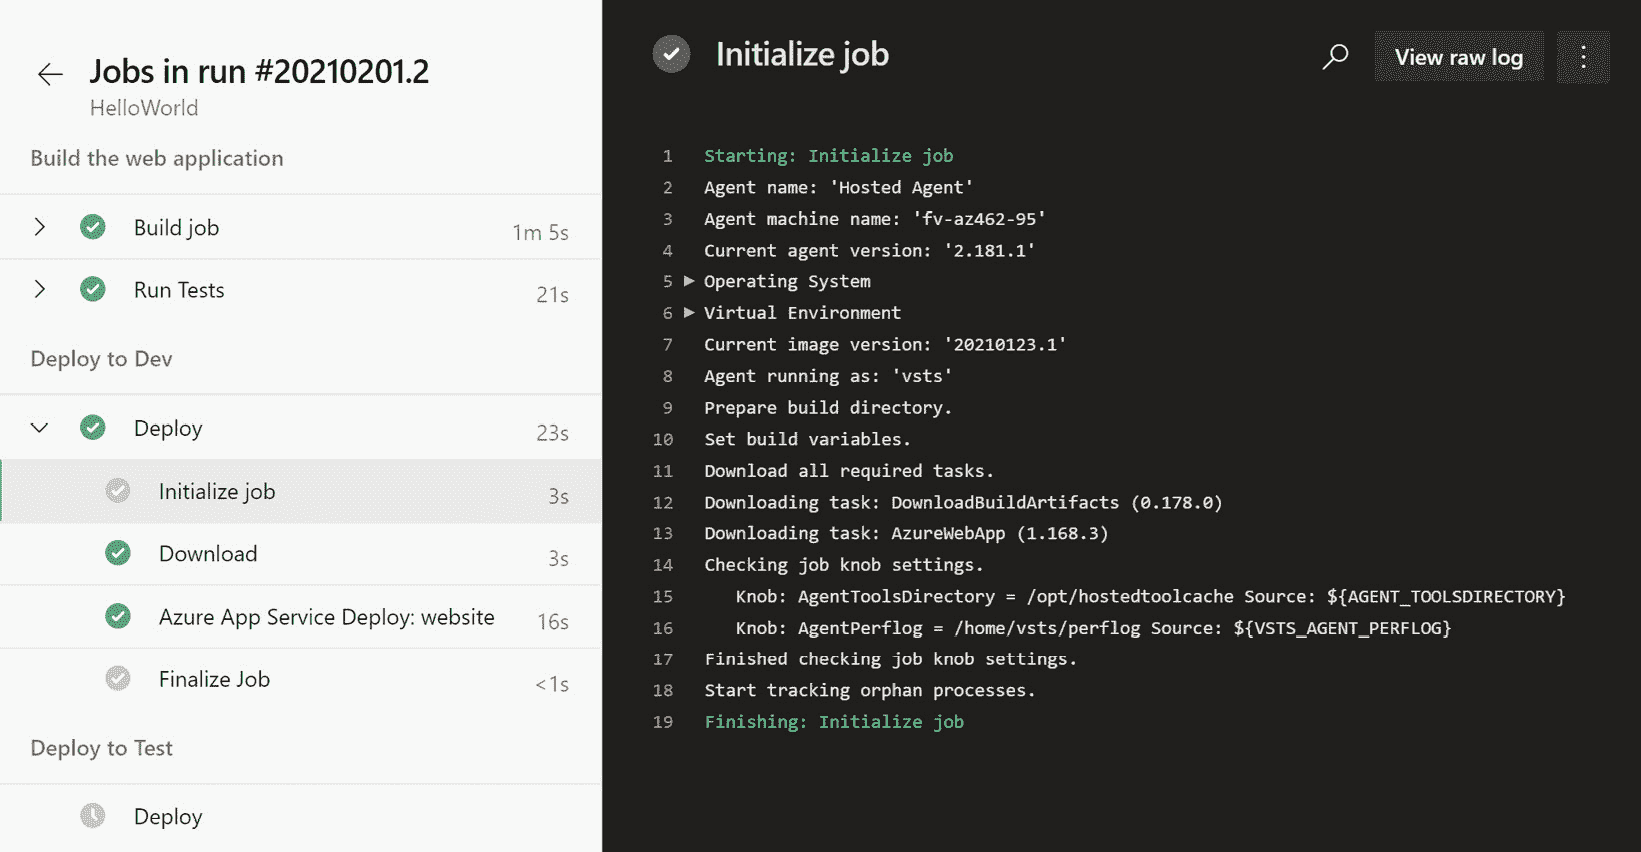 Jobs in run #20210201.2
HelloWorld
Build the web application
Build job 1m 5s
Run Tests 21s
Deploy to Dev
Deploy 23s
Initialize job 3s
Download 3s
Azure App Service Deploy: website 16s
Finalize Job <1s
Deploy to Test
Deploy
Initialize job
View raw log
1 Starting: Initialize job
2 Agent name: 'Hosted Agent'
3 Agent machine name: 'fv-az462-95'
4 Current agent version: '2.181.1'
5 Operating System
6 Virtual Environment
7 Current image version: '20210123.1'
8 Agent running as: 'vsts'
9 Prepare build directory.
10 Set build variables.
11 Download all required tasks.
12 Downloading task: DownloadBuildArtifacts (0.178.0)
13 Downloading task: AzureWebApp (1.168.3)
14 Checking job knob settings.
15 Knob: AgentToolsDirectory = /opt/hostedtoolcache Source: ${AGENT_TOOLSDIRECTORY}
16 Knob: AgentPerflog = /home/vsts/perflog Source: ${VSTS_AGENT_PERFLOG}
17 Finished checking job knob settings.
18 Start tracking orphan processes.
19 Finishing: Initialize job